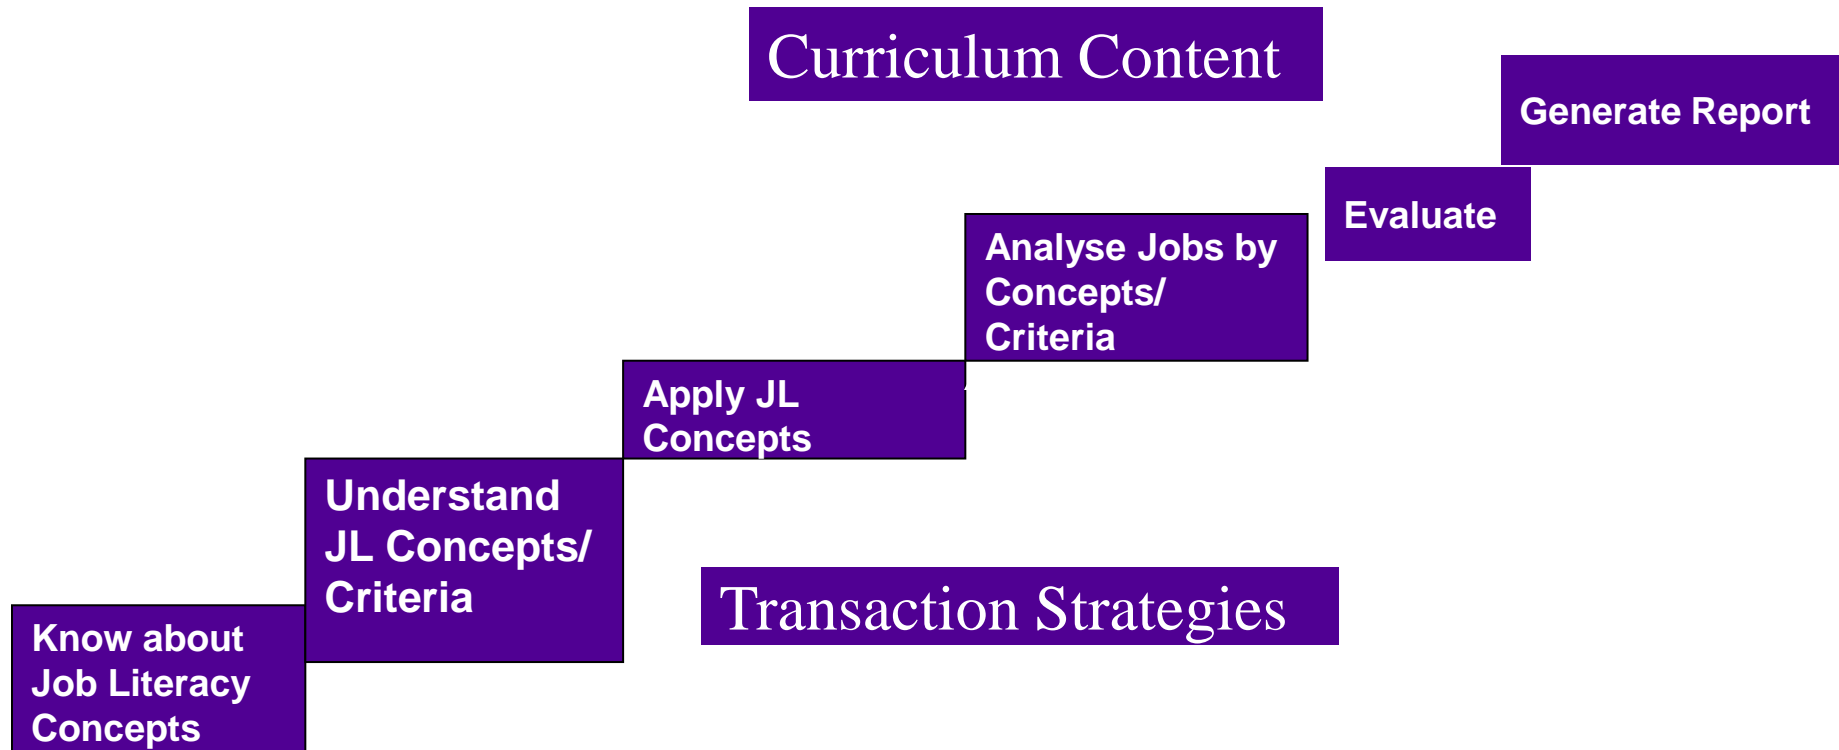 Curriculum Content
Generate Report
Evaluate
Analyse Jobs by
Concepts/
Criteria
Apply JL
Concepts
Understand
JL Concepts/
Criteria
Transaction Strategies
Know about
Job Literacy
Concepts